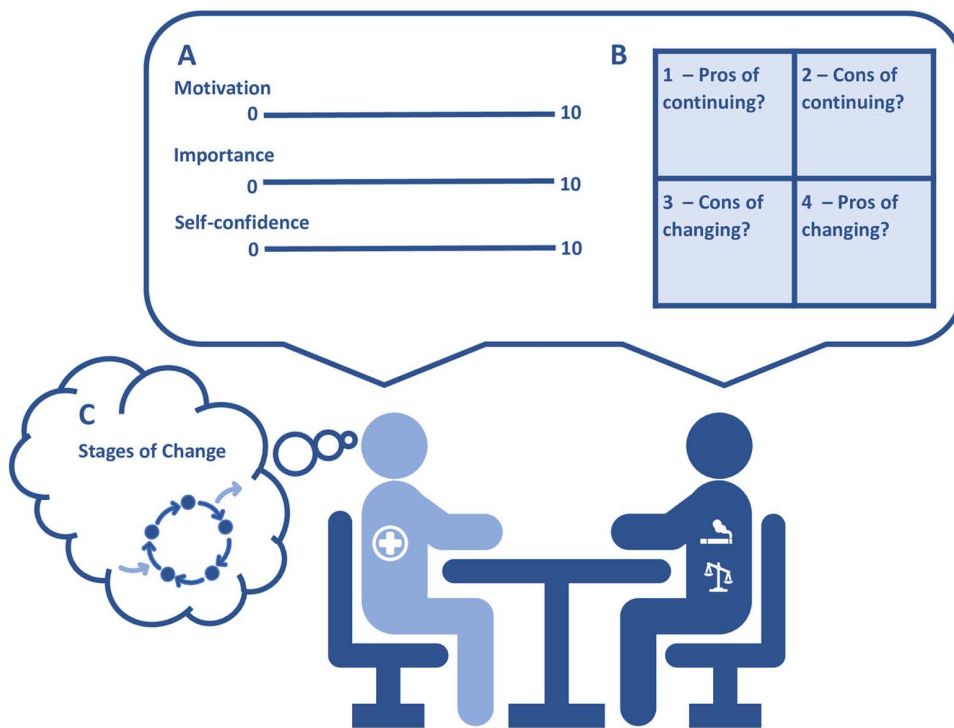 A
Motivation
0 10
Importance
0 10
Self-confidence
0 10
B
1 – Pros of
continuing?
2 – Cons of
continuing?
3 – Cons of
changing?
4 – Pros of
changing?
C
Stages of Change